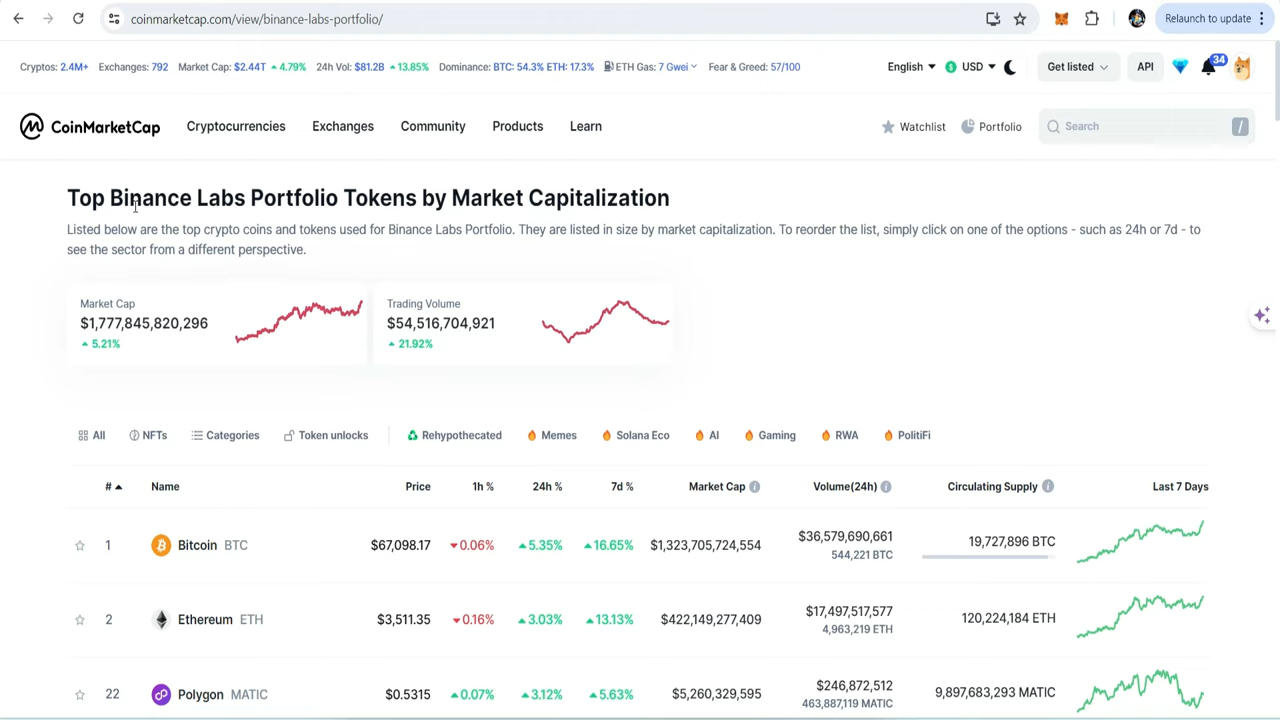 coinmarketcap.com/view/binance-labs-portfolio/
Relaunch to update
Cryptos: 2.4M+ Exchanges: 792 Market Cap: $2.44T 4.79% 24h Vol: $81.2B 13.85% Dominance: BTC: 54.3% ETH: 17.3% ETH Gas: 7 Gwei Fear & Greed: 57/100 English USD Get listed API 34
CoinMarketCap Cryptocurrencies Exchanges Community Products Learn Watchlist Portfolio Search /
Top Binance Labs Portfolio Tokens by Market Capitalization
Listed below are the top crypto coins and tokens used for Binance Labs Portfolio. They are listed in size by market capitalization. To reorder the list, simply click on one of the options - such as 24h or 7d - to
see the sector from a different perspective.
Market Cap Trading Volume
$1,777,845,820,296 $54,516,704,921
5.21% 21.92%
All NFTs Categories Token unlocks Rehypothecated Memes Solana Eco AI Gaming RWA PolitiFi
# Name Price 1h % 24h % 7d % Market Cap Volume(24h) Circulating Supply Last 7 Days
1 Bitcoin BTC $67,098.17 0.06% 5.35% 16.65% $1,323,705,724,554 $36,579,690,661 19,727,896 BTC
544,221 BTC
2 Ethereum ETH $3,511.35 0.16% 3.03% 13.13% $422,149,277,409 $17,497,517,577 120,224,184 ETH
4,963,219 ETH
22 Polygon MATIC $0.5315 0.07% 3.12% 5.63% $5,260,329,595 $246,872,512 9,897,683,293 MATIC
463,887,119 MATIC